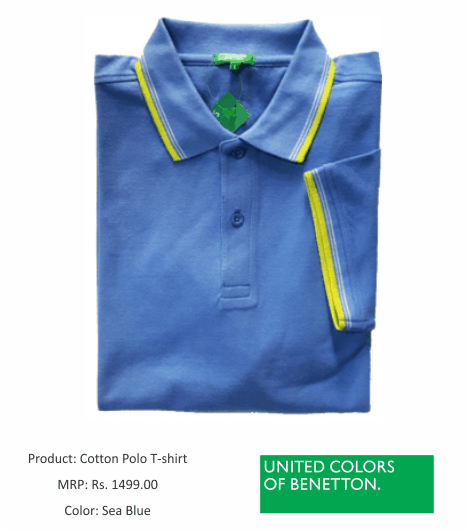 Product: Cotton Polo T-shirt
MRP: Rs. 1499.00
Color: Sea Blue
UNITED COLORS
OF BENETTON.